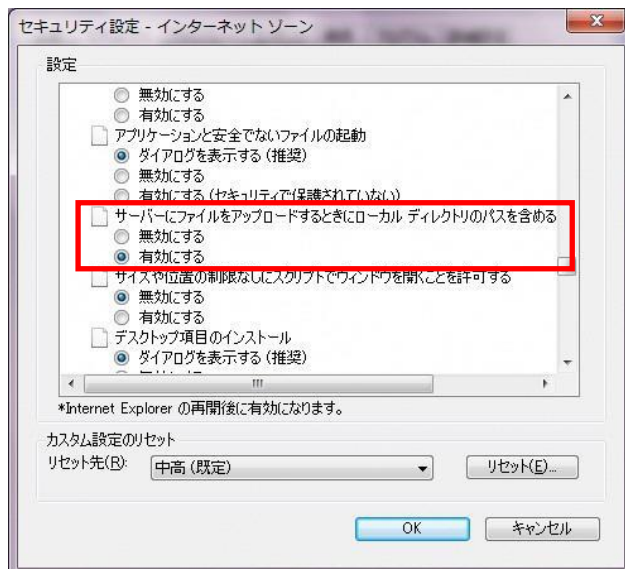 セキュリティ設定 - インターネット ゾーン
設定
無効にする
有効にする
アプリケーションと安全でないファイルの起動
ダイアログを表示する (推奨)
無効にする
有効にする (セキュリティで保護されていない)
サーバーにファイルをアップロードするときにローカル ディレクトリのパスを含める
無効にする
有効にする
サイズや位置の制限なしにスクリプトでウィンドウを開くことを許可する
無効にする
有効にする
デスクトップ項目のインストール
ダイアログを表示する (推奨)
*Internet Explorer の再開後に有効になります。
カスタム設定のリセット
リセット先(R): 中高 (既定) リセット(E)...
OK キャンセル